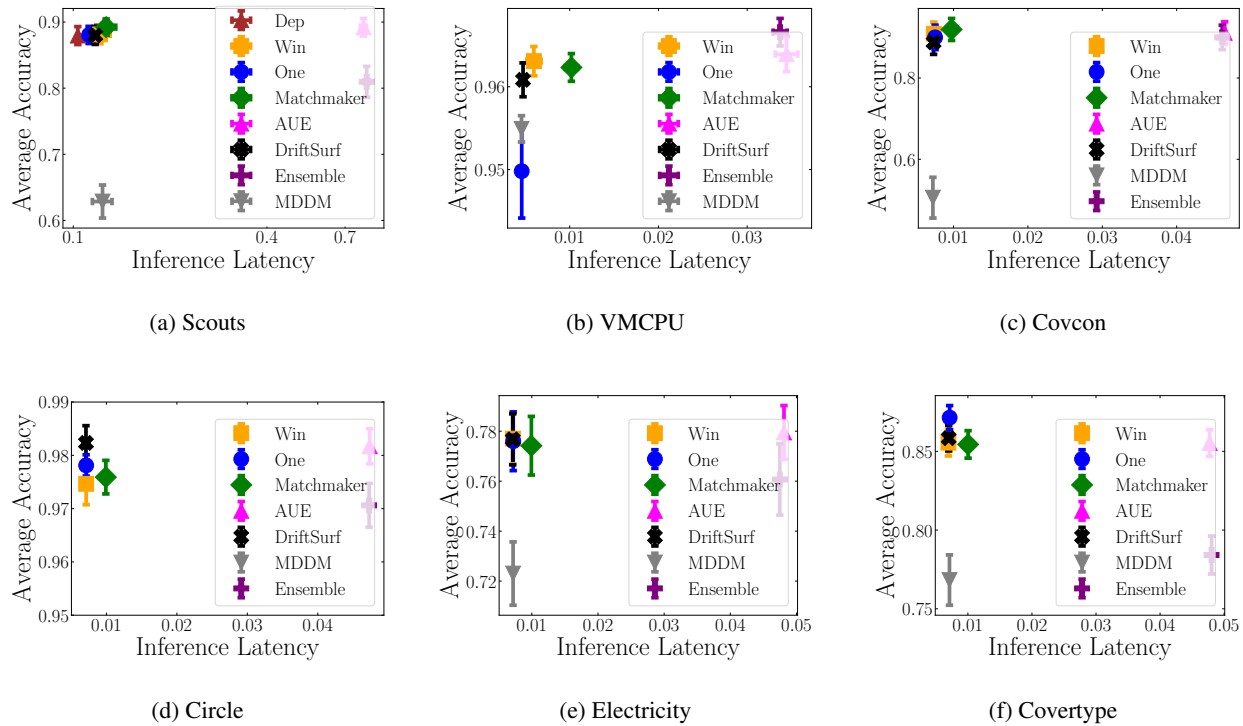 0.9
0.8
0.7
0.6
Average Accuracy
0.1
0.4
0.7
Inference Latency
Dep
Win
One
Matchmaker
AUE
DriftSurf
Ensemble
MDDM
(a) Scouts
0.96
0.95
Average Accuracy
0.01
0.02
0.03
Inference Latency
Win
One
Matchmaker
AUE
DriftSurf
Ensemble
MDDM
(b) VMCPU
0.8
0.6
Average Accuracy
0.01
0.02
0.03
0.04
Inference Latency
Win
One
Matchmaker
AUE
DriftSurf
MDDM
Ensemble
(c) Covcon
0.99
0.98
0.97
0.96
0.95
Average Accuracy
0.01
0.02
0.03
0.04
Inference Latency
Win
One
Matchmaker
AUE
DriftSurf
MDDM
Ensemble
(d) Circle
0.78
0.76
0.74
0.72
Average Accuracy
0.01
0.02
0.03
0.04
0.05
Inference Latency
Win
One
Matchmaker
AUE
DriftSurf
MDDM
Ensemble
(e) Electricity
0.85
0.80
0.75
Average Accuracy
0.01
0.02
0.03
0.04
0.05
Inference Latency
Win
One
Matchmaker
AUE
DriftSurf
MDDM
Ensemble
(f) Covertype